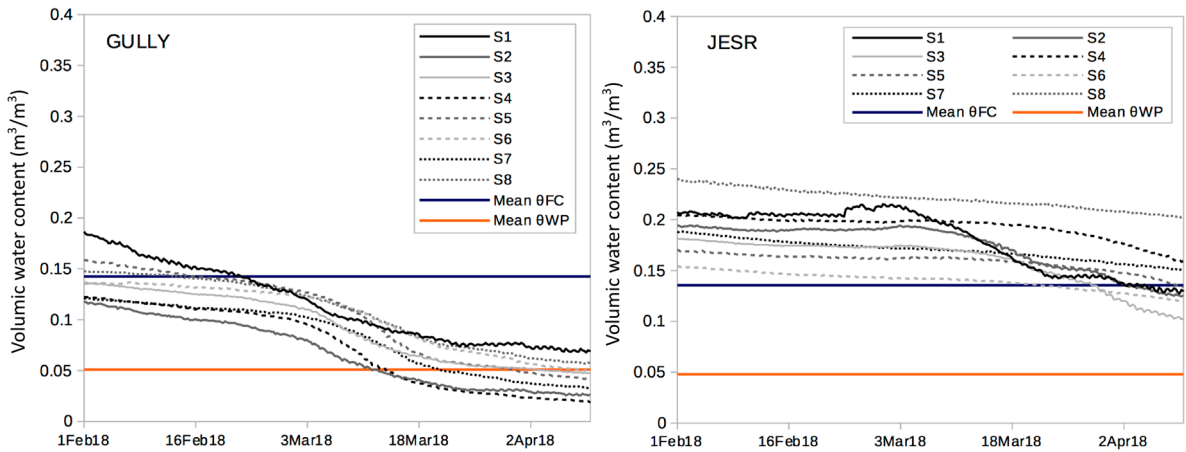 GULLY
Volumic water content (m³/m³)
0.4
0.35
0.3
0.25
0.2
0.15
0.1
0.05
0
1Feb18 16Feb18 3Mar18 18Mar18 2Apr18
S1
S2
S3
S4
S5
S6
S7
S8
Mean θFC
Mean θWP
JESR
Volumic water content (m³/m³)
0.4
0.35
0.3
0.25
0.2
0.15
0.1
0.05
0
1Feb18 16Feb18 3Mar18 18Mar18 2Apr18
S1 S2
S3 S4
S5 S6
S7 S8
Mean θFC Mean θWP